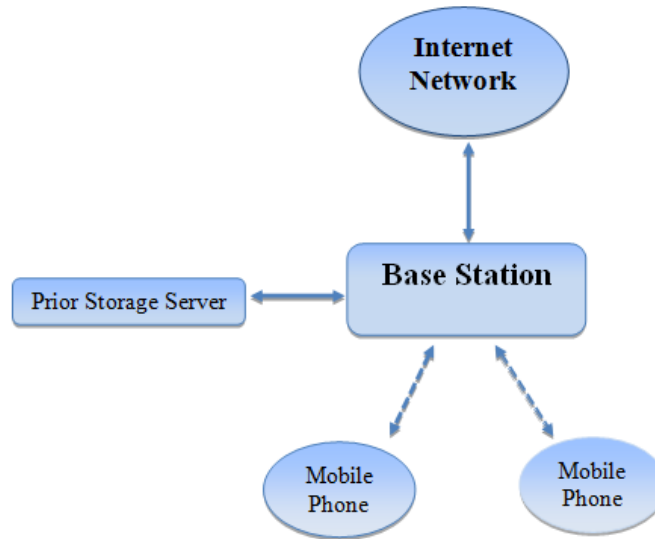 Internet
Network
Base Station
Prior Storage Server
Mobile
Phone
Mobile
Phone